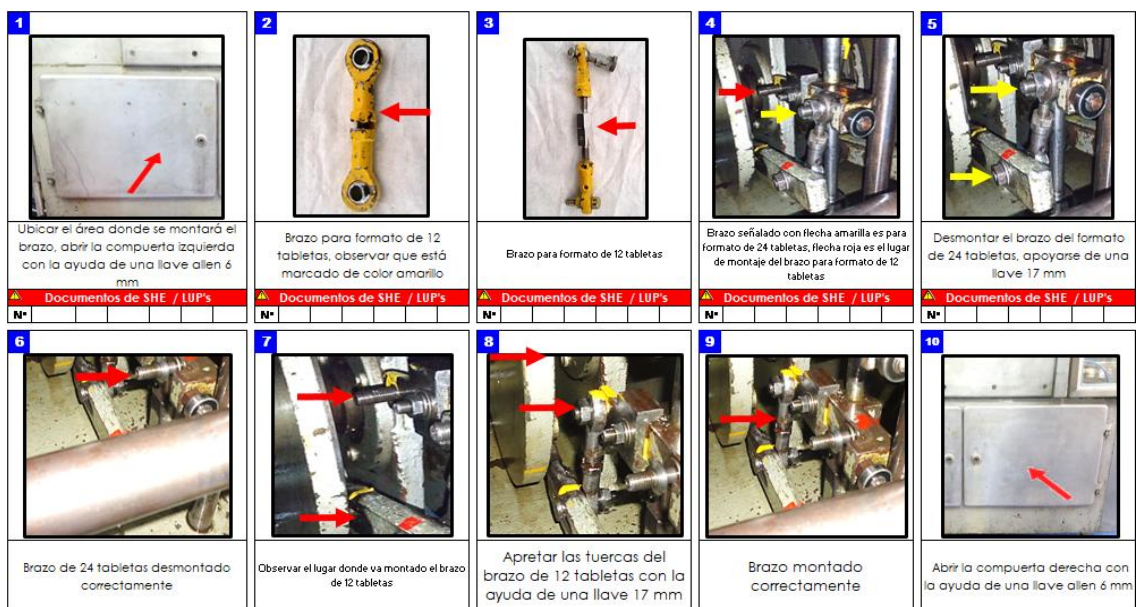 1
2
3
4
5
Ubicar el área donde se montará el
brazo, abrir la compuerta izquierda
con la ayuda de una llave allen 6
mm
Brazo para formato de 12
tabletas, observar que está
marcado de color amarillo
Brazo para formato de 12 tabletas
Brazo señalado con flecha amarilla es para
formato de 24 tabletas, flecha roja es el lugar
de montaje del brazo para formato de 12
tabletas
Desmontar el brazo del formato
de 24 tabletas, apoyarse de una
llave 17 mm
Documentos de SHE / LUP's
Documentos de SHE / LUP's
Documentos de SHE / LUP's
Documentos de SHE / LUP's
Documentos de SHE / LUP's
N°
N°
N°
N°
N°
6
7
8
9
10
Brazo de 24 tabletas desmontado
correctamente
Observar el lugar donde va montado el brazo
de 12 tabletas
Apretar las tuercas del
brazo de 12 tabletas con la
ayuda de una llave 17 mm
Brazo montado
correctamente
Abrir la compuerta derecha con
la ayuda de una llave allen 6 mm